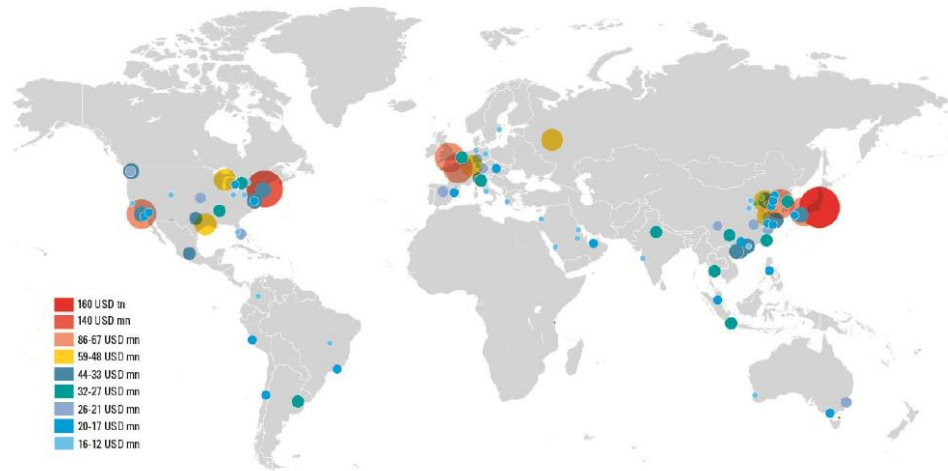 160 USD tn
140 USD mn
86-67 USD mn
59-48 USD mn
44-33 USD mn
32-27 USD mn
26-21 USD mn
20-17 USD mn
16-12 USD mn